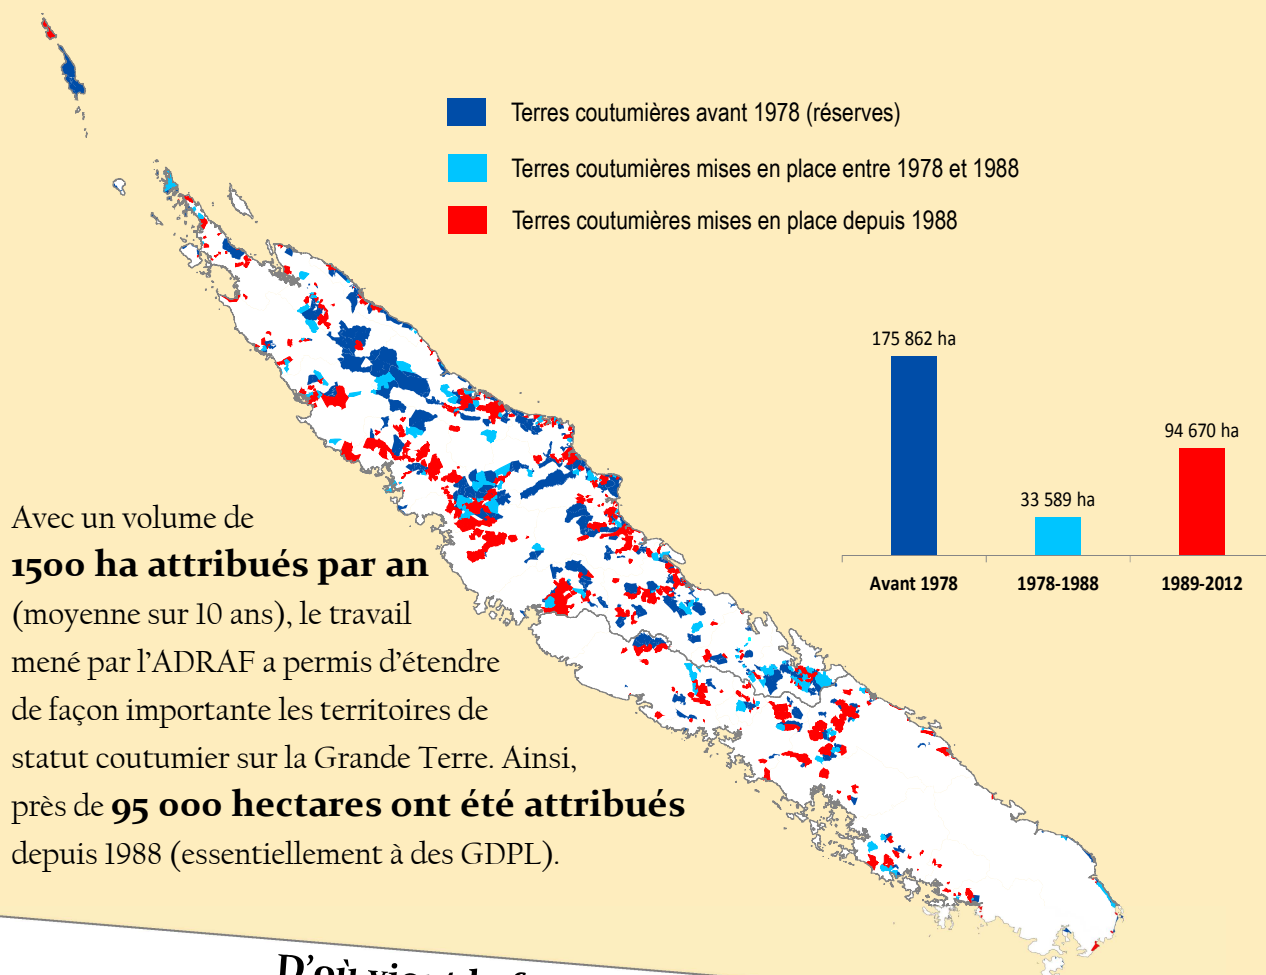 Terres coutumières avant 1978 (réserves)
Terres coutumières mises en place entre 1978 et 1988
Terres coutumières mises en place depuis 1988
175 862 ha
33 589 ha
94 670 ha
Avant 1978
1978-1988
1989-2012
Avec un volume de
1500 ha attribués par an
(moyenne sur 10 ans), le travail
mené par l'ADRAF a permis d'étendre
de façon importante les territoires de
statut coutumier sur la Grande Terre. Ainsi,
près de 95 000 hectares ont été attribués
depuis 1988 (essentiellement à des GDPL).
D'où vient